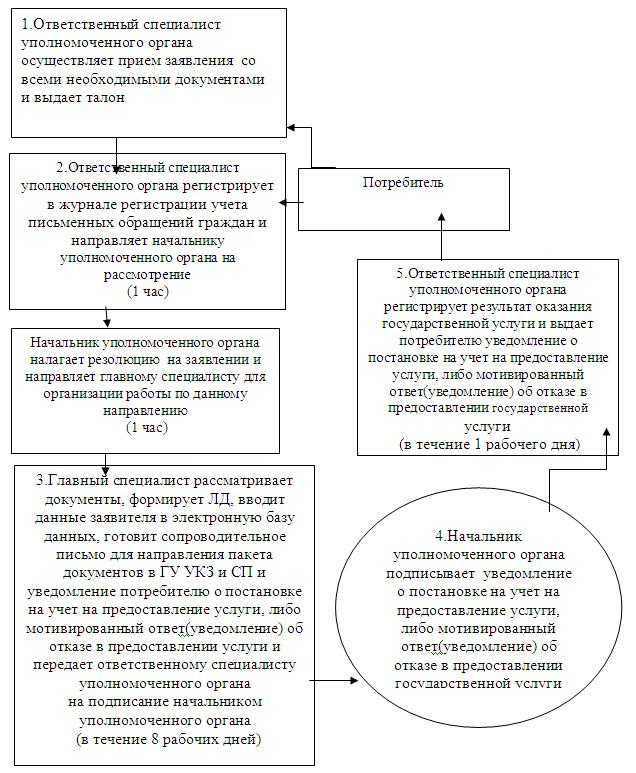 1.Ответственный специалист
уполномоченного органа
осуществляет прием заявления со
всеми необходимыми документами
и выдает талон
2.Ответственный специалист
уполномоченного органа регистрирует
в журнале регистрации учета
письменных обращений граждан и
направляет начальнику
уполномоченного органа на
рассмотрение
(1 час)
Потребитель
Начальник уполномоченного органа
налагает резолюцию на заявлении и
направляет главному специалисту для
организации работы по данному
направлению
(1 час)
3.Главный специалист рассматривает
документы, формирует ЛД, вводит
данные заявителя в электронную базу
данных, готовит сопроводительное
письмо для направления пакета
документов в ГУ УКЗ и СП и
уведомление потребителю о постановке
на учет на предоставление услуги, либо
мотивированный ответ(уведомление) об
отказе в предоставлении услуги и
передает ответственному специалисту
уполномоченного органа
на подписание начальником
уполномоченного органа
(в течение 8 рабочих дней)
4.Начальник
уполномоченного органа
подписывает уведомление
о постановке на учет на
предоставление услуги,
либо мотивированный
ответ(уведомление) об
отказе в предоставлении
государственной услуги
5.Ответственный специалист
уполномоченного органа
регистрирует результат оказания
государственной услуги и выдает
потребителю уведомление о
постановке на учет на предоставление
услуги, либо мотивированный
ответ(уведомление) об отказе в
предоставлении государственной
услуги
(в течение 1 рабочего дня)